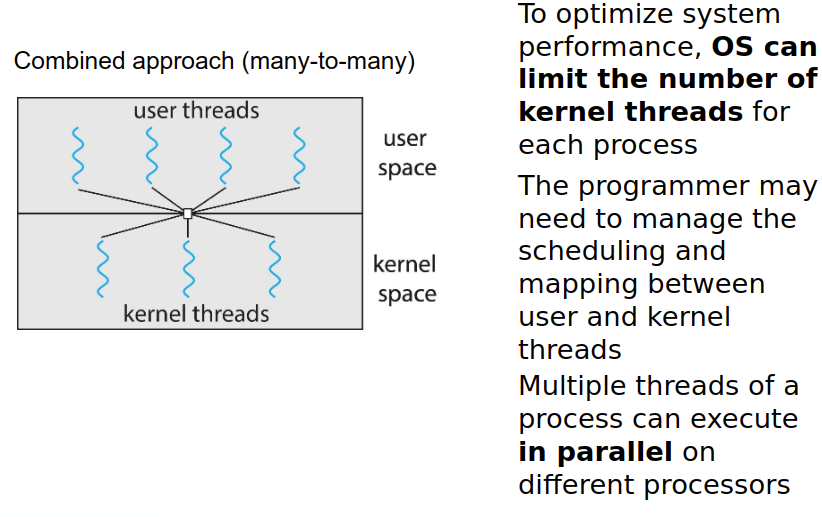 Combined approach (many-to-many)
user threads
user
space
kernel
space
kernel threads
To optimize system
performance, OS can
limit the number of
kernel threads for
each process
The programmer may
need to manage the
scheduling and
mapping between
user and kernel
threads
Multiple threads of a
process can execute
in parallel on
different processors